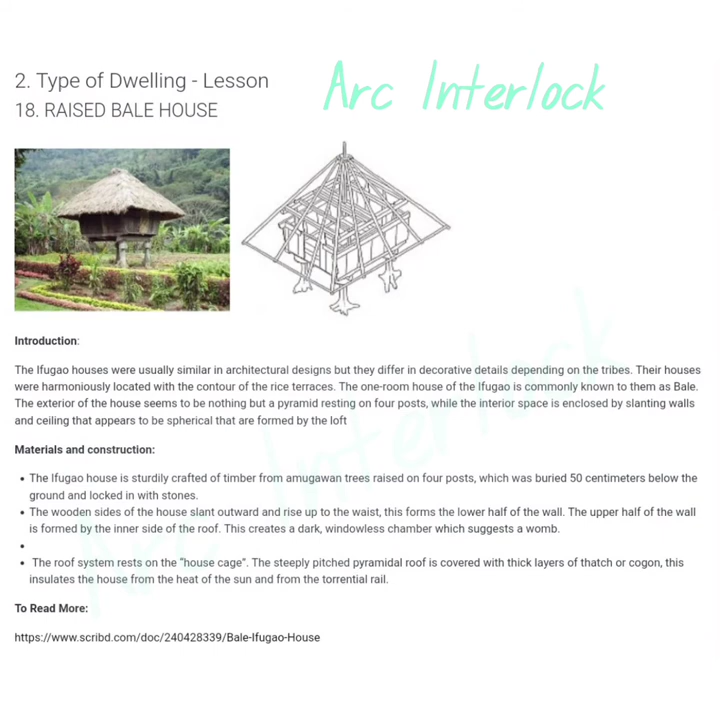 2. Type of Dwelling - Lesson
Arc Interlock
18. RAISED BALE HOUSE
Introduction:
The Ifugao houses were usually similar in architectural designs but they differ in decorative details depending on the tribes. Their houses
were harmoniously located with the contour of the rice terraces. The one-room house of the Ifugao is commonly known to them as Bale.
The exterior of the house seems to be nothing but a pyramid resting on four posts, while the interior space is enclosed by slanting walls
and ceiling that appears to be spherical that are formed by the loft
Materials and construction:
• The Ifugao house is sturdily crafted of timber from amugawan trees raised on four posts, which was buried 50 centimeters below the
ground and locked in with stones.
• The wooden sides of the house slant outward and rise up to the waist, this forms the lower half of the wall. The upper half of the wall
is formed by the inner side of the roof. This creates a dark, windowless chamber which suggests a womb.
•
• The roof system rests on the "house cage". The steeply pitched pyramidal roof is covered with thick layers of thatch or cogon, this
insulates the house from the heat of the sun and from the torrential rail.
To Read More:
https://www.scribd.com/doc/240428339/Bale-Ifugao-House
Arc Interlock